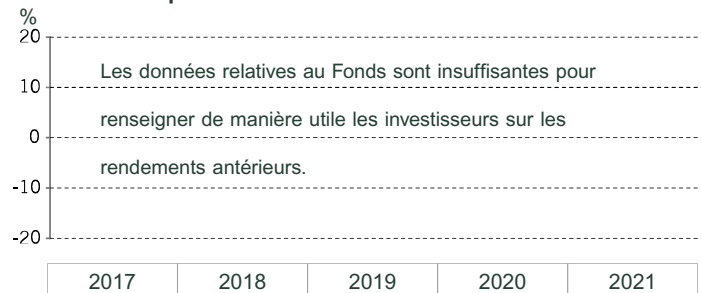 %
20
Les données relatives au Fonds sont insuffisantes pour
10
renseigner de manière utile les investisseurs sur les
0
rendements antérieurs.
-10
-20
2017 2018 2019 2020 2021